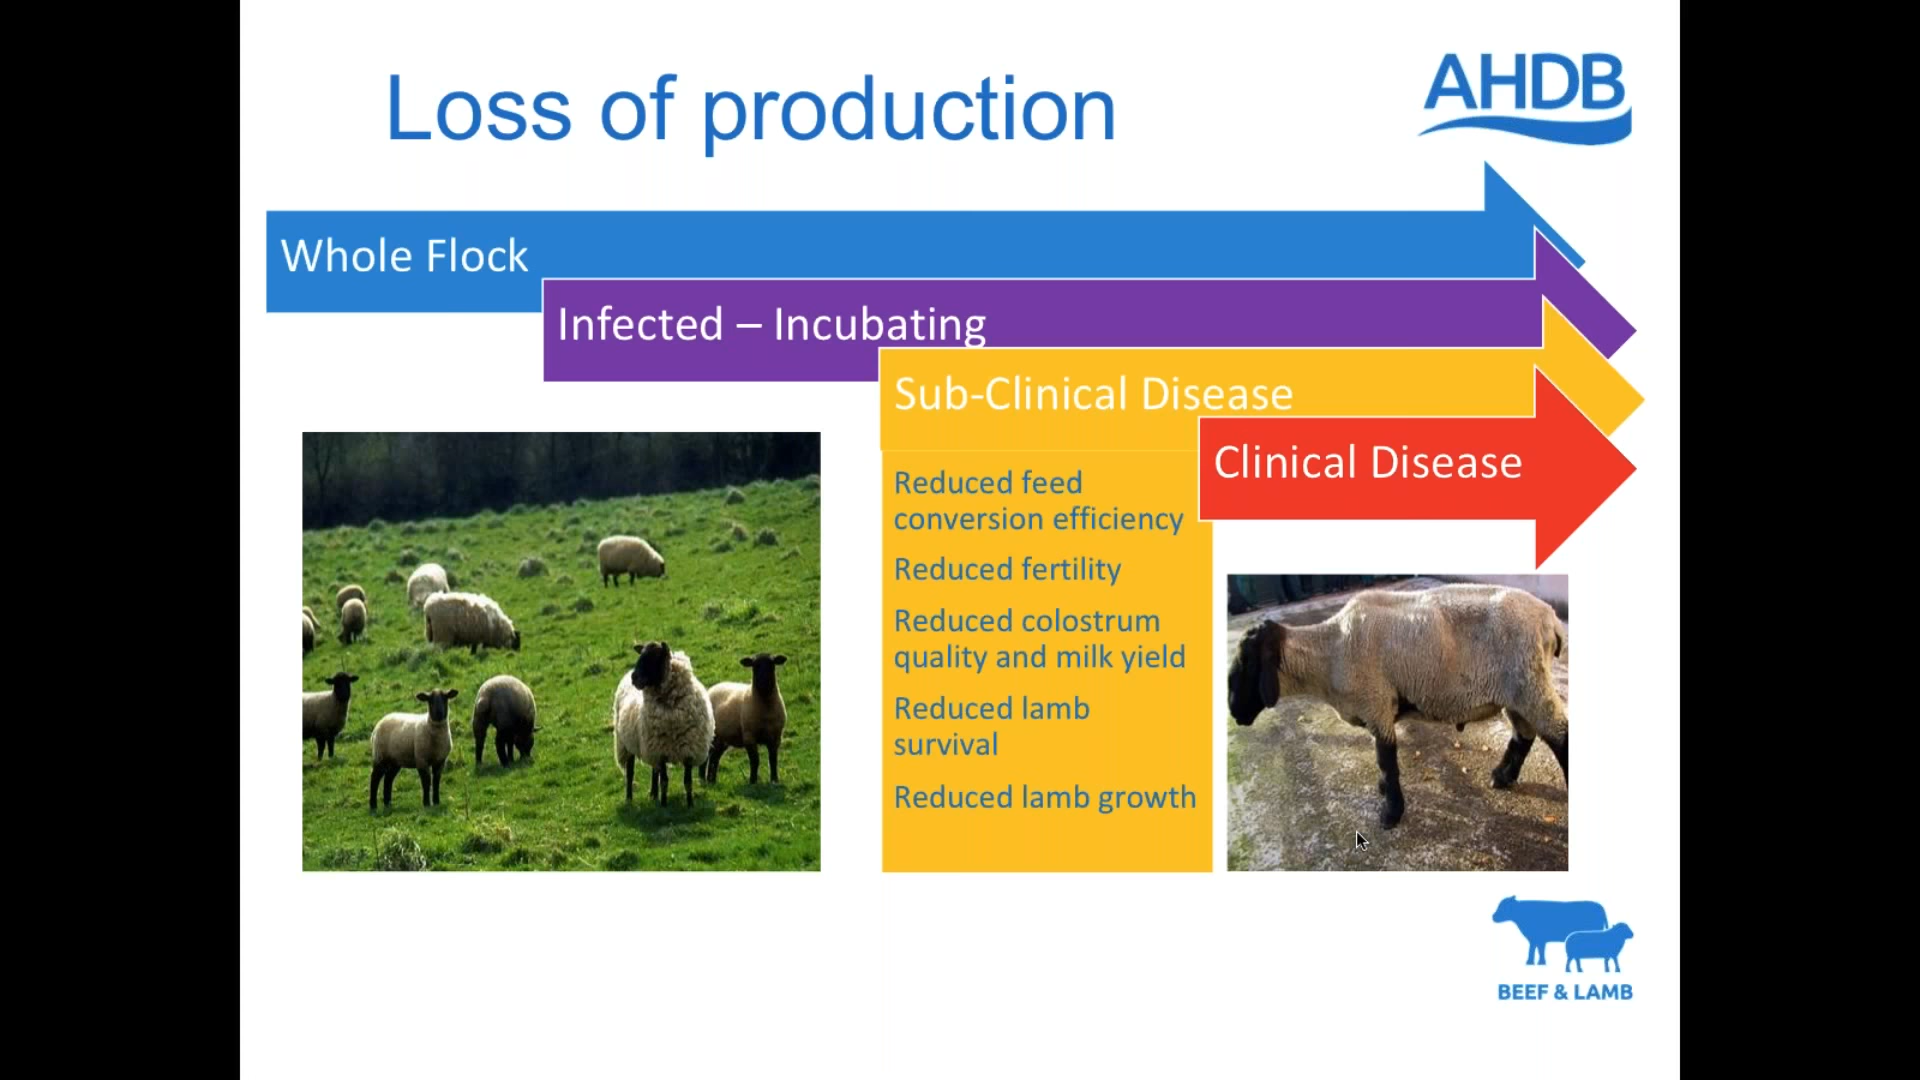 Loss of production
AHDB
Whole Flock
Infected – Incubating
Sub-Clinical Disease
Clinical Disease
Reduced feed
conversion efficiency
Reduced fertility
Reduced colostrum
quality and milk yield
Reduced lamb
survival
Reduced lamb growth
BEEF & LAMB